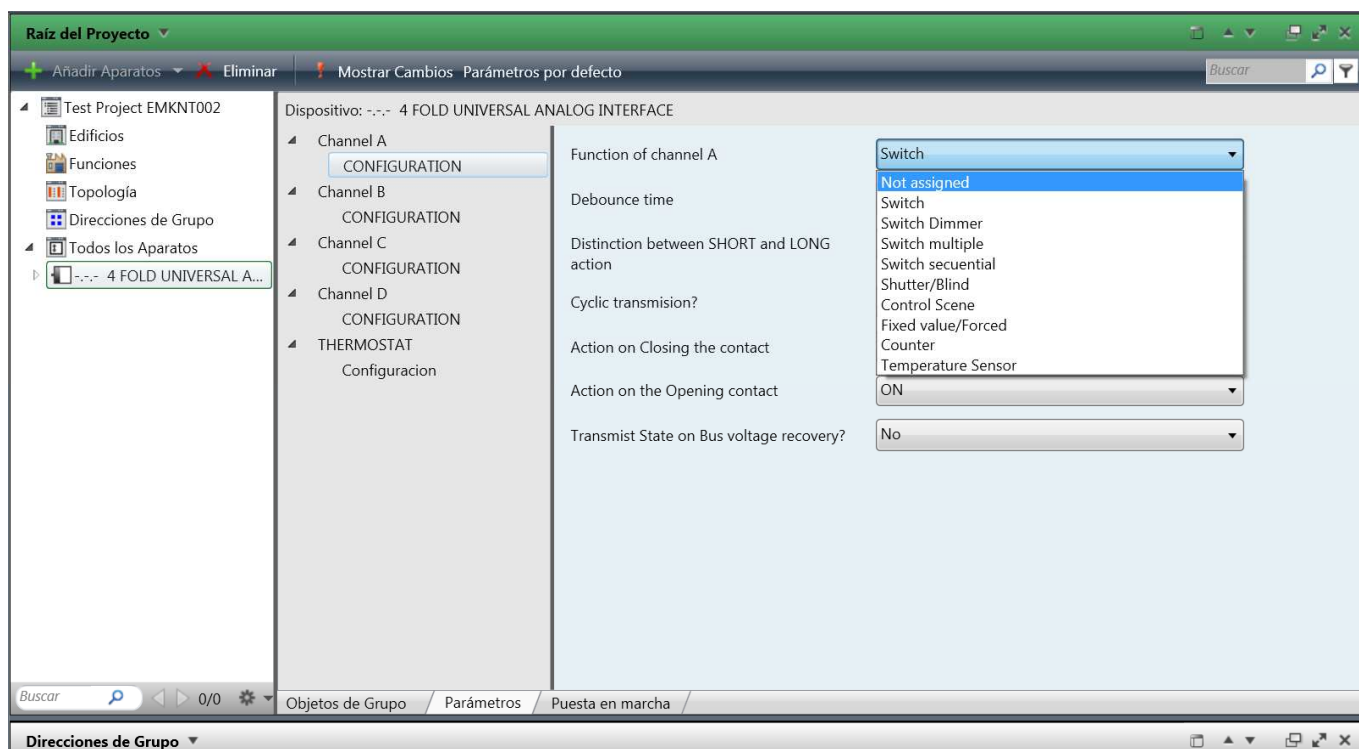 Raíz del Proyecto
Añadir Aparatos Eliminar Mostrar Cambios Parámetros por defecto Buscar
Test Project EMKNT002
Edificios
Funciones
Topología
Direcciones de Grupo
Todos los Aparatos
-.-.- 4 FOLD UNIVERSAL A...
Buscar 0/0
Dispositivo: -.-.- 4 FOLD UNIVERSAL ANALOG INTERFACE
Channel A
CONFIGURATION
Channel B
CONFIGURATION
Channel C
CONFIGURATION
Channel D
CONFIGURATION
THERMOSTAT
Configuracion
Function of channel A Switch
Not assigned
Switch
Switch Dimmer
Switch multiple
Switch secuential
Shutter/Blind
Control Scene
Fixed value/Forced
Counter
Temperature Sensor
Debounce time
Distinction between SHORT and LONG
action
Cyclic transmision?
Action on Closing the contact
Action on the Opening contact ON
Transmist State on Bus voltage recovery? No
Objetos de Grupo Parámetros Puesta en marcha
Direcciones de Grupo